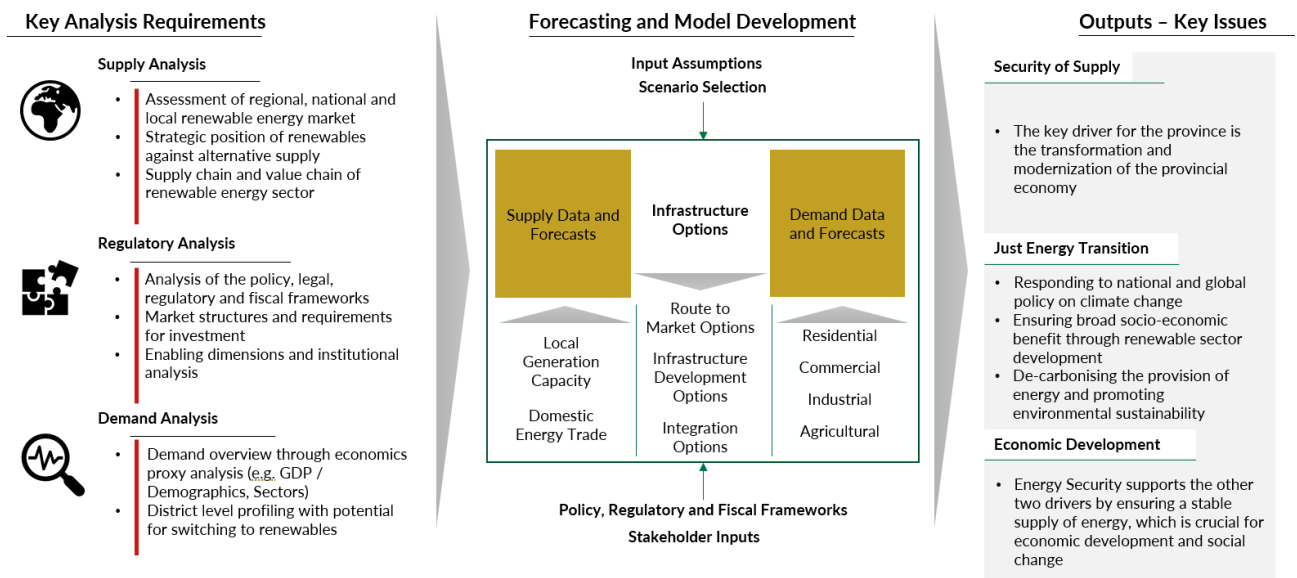 Key Analysis Requirements
Supply Analysis
• Assessment of regional, national and
local renewable energy market
• Strategic position of renewables
against alternative supply
• Supply chain and value chain of
renewable energy sector
Regulatory Analysis
• Analysis of the policy, legal,
regulatory and fiscal frameworks
• Market structures and requirements
for investment
• Enabling dimensions and institutional
analysis
Demand Analysis
• Demand overview through economics
proxy analysis (e.g. GDP /
Demographics, Sectors)
• District level profiling with potential
for switching to renewables
Forecasting and Model Development
Input Assumptions
Scenario Selection
Supply Data and
Forecasts
Infrastructure
Options
Demand Data
and Forecasts
Local
Generation
Capacity
Domestic
Energy Trade
Route to
Market Options
Infrastructure
Development
Options
Integration
Options
Residential
Commercial
Industrial
Agricultural
Policy, Regulatory and Fiscal Frameworks
Stakeholder Inputs
Outputs – Key Issues
Security of Supply
• The key driver for the province is
the transformation and
modernization of the provincial
economy
Just Energy Transition
• Responding to national and global
policy on climate change
• Ensuring broad socio-economic
benefit through renewable sector
development
• De-carbonising the provision of
energy and promoting
environmental sustainability
Economic Development
• Energy Security supports the other
two drivers by ensuring a stable
supply of energy, which is crucial for
economic development and social
change